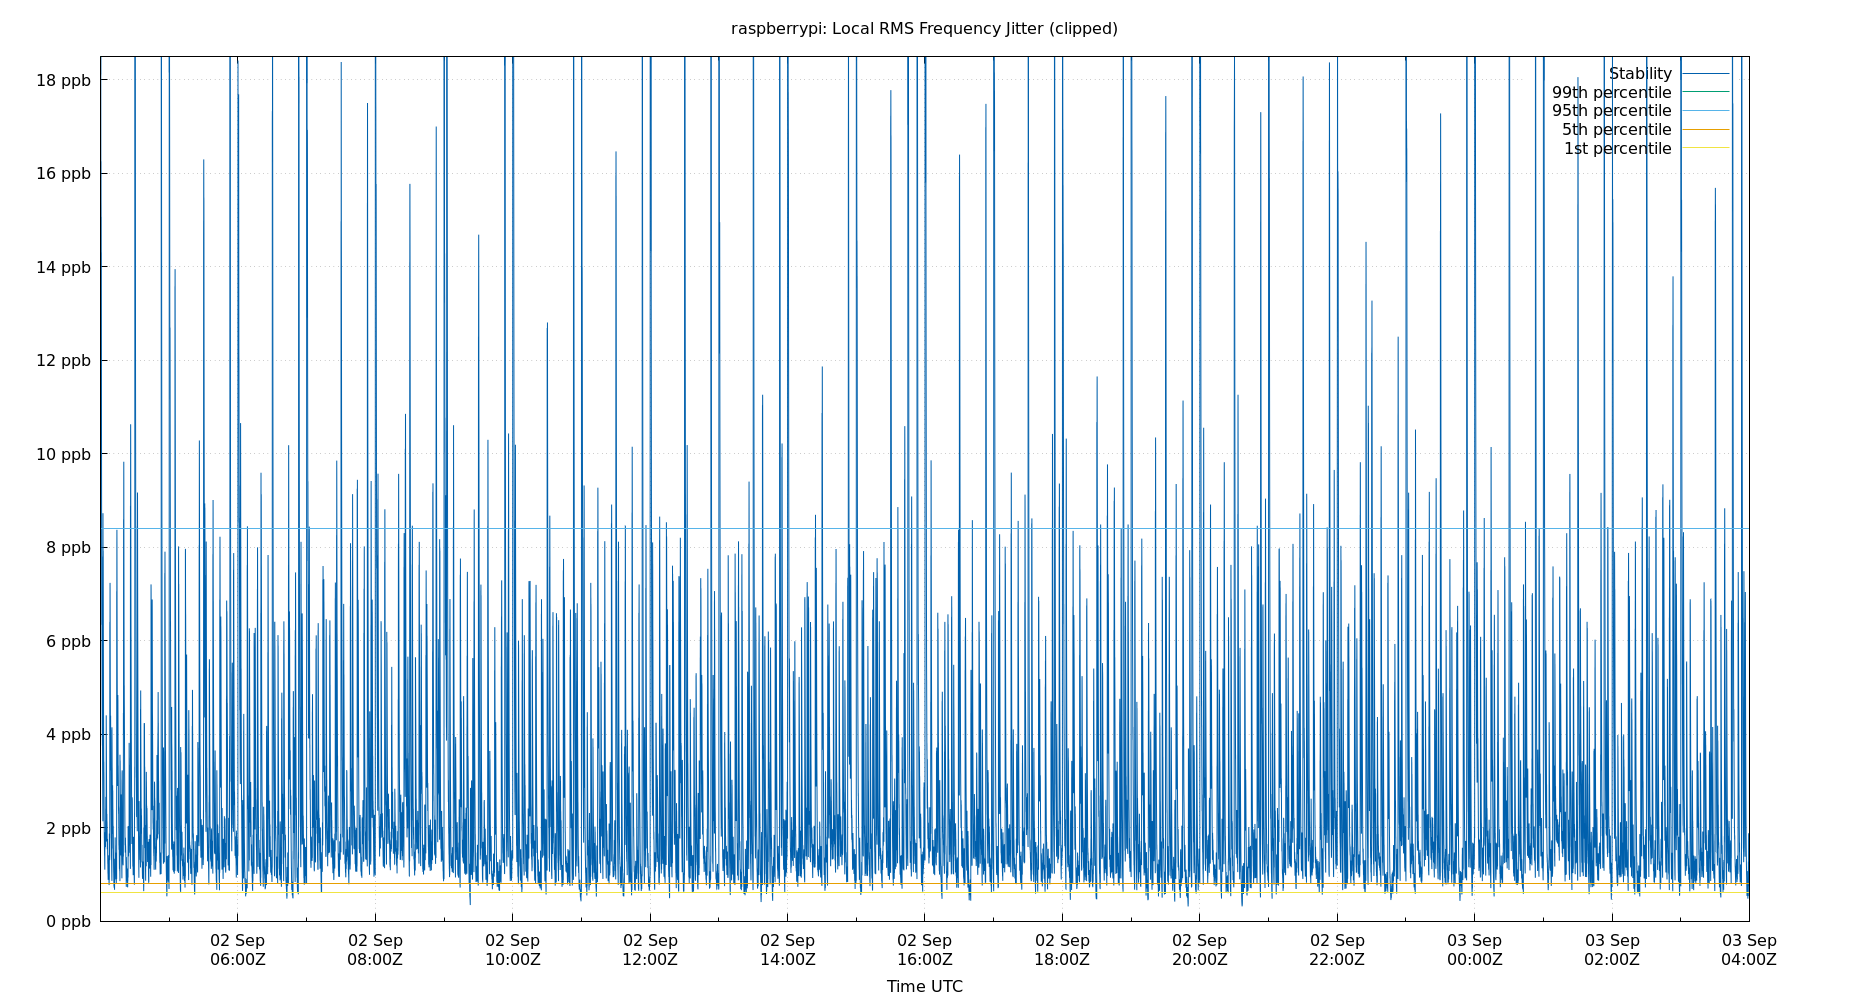 raspberrypi: Local RMS Frequency Jitter (clipped)
18 ppb
16 ppb
14 ppb
12 ppb
10 ppb
8 ppb
6 ppb
4 ppb
2 ppb
0 ppb
Stability
99th percentile
95th percentile
5th percentile
1st percentile
02 Sep 02 Sep 02 Sep 02 Sep 02 Sep 02 Sep 02 Sep 02 Sep 02 Sep 03 Sep 03 Sep 03 Sep
06:00Z 08:00Z 10:00Z 12:00Z 14:00Z 16:00Z 18:00Z 20:00Z 22:00Z 00:00Z 02:00Z 04:00Z
Time UTC